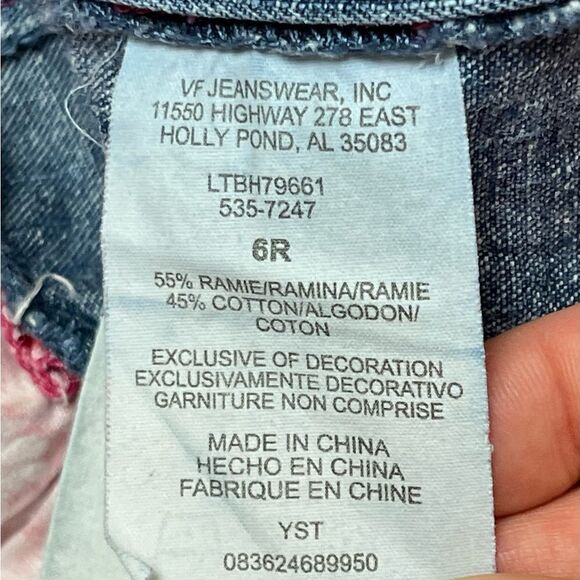 VF JEANSWEAR, INC
11550 HIGHWAY 278 EAST
HOLLY POND, AL 35083
LTBH79661
535-7247
6R
55% RAMIE/RAMINA/RAMIE
45% COTTON/ALGODON/
COTON
EXCLUSIVE OF DECORATION
EXCLUSIVAMENTE DECORATIVO
GARNITURE NON COMPRISE
MADE IN CHINA
HECHO EN CHINA
FABRIQUE EN CHINE
YST
083624689950